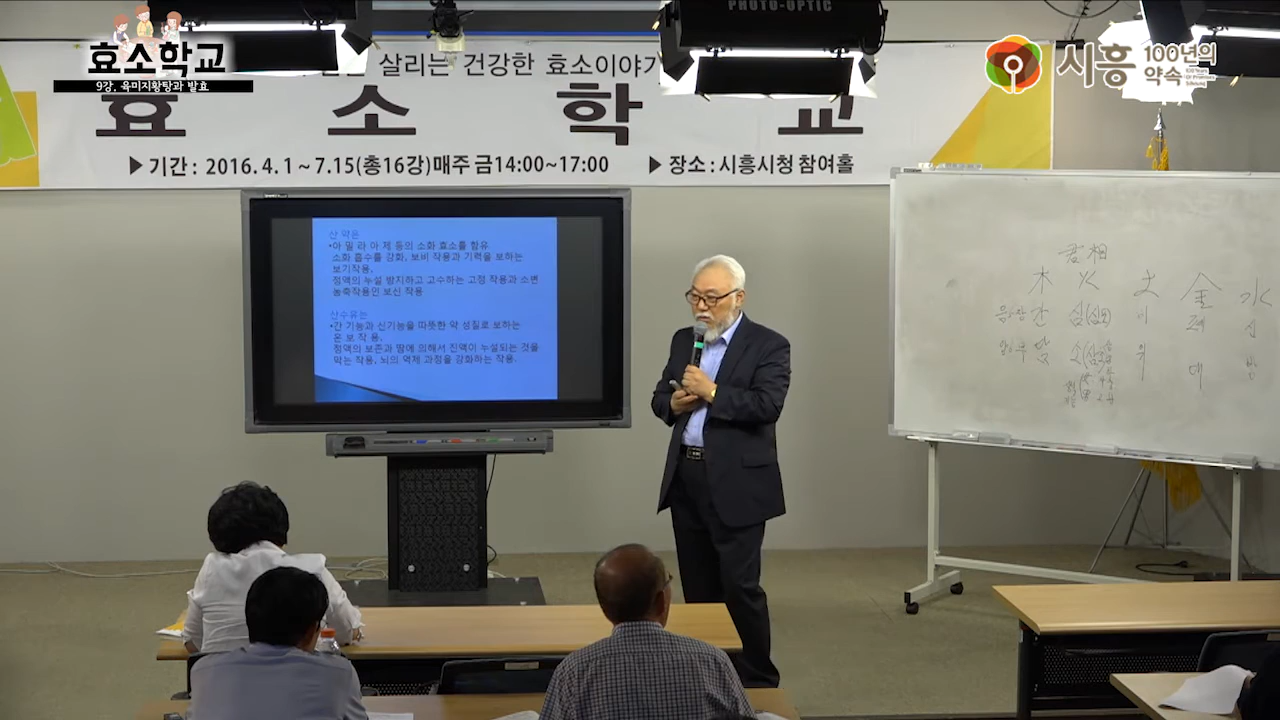 효소학교
9강. 육미지황탕과 발효
PHOTO-OPTIC
살리는 건강한 효소이야기
효 소 학 교
▶기간 : 2016. 4. 1 ~ 7.15(총16강) 매주 금14:00~17:00 ▶장소 : 시흥시청 참여홀
시흥
100년의
약속
산 약은
•아 밀 라 아 제 등의 소화 효소를 함유
소화 흡수를 강화, 보비 작용과 기력을 보하는
보기작용,
정액의 누설 방지하고 고수하는 고정 작용과 소변
농축작용인 보신 작용
산수유는
•간 기능과 신기능을 따뜻한 약 성질로 보하는
온 보 작 용,
정액의 보존과 땀에 의해서 진액이 누설되는 것을
막는 작용, 뇌의 억제 과정을 강화하는 작용.
君 相
木 火 土 金 水
간 심
위 대